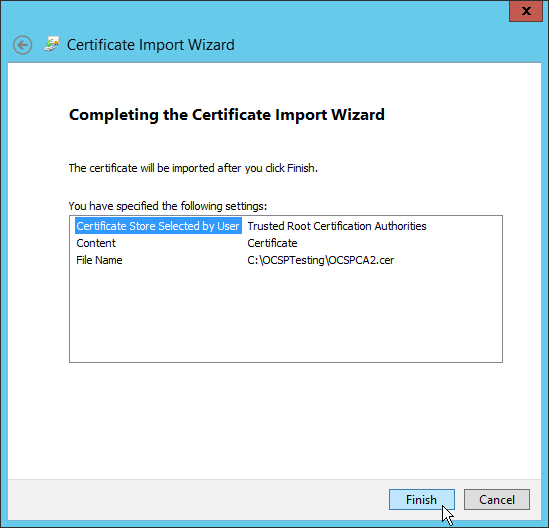 Certificate Import Wizard
Completing the Certificate Import Wizard
The certificate will be imported after you click Finish.
You have specified the following settings:
Certificate Store Selected by User Trusted Root Certification Authorities
Content Certificate
File Name C:\OCSPTesting\OCSPCA2.cer
Finish Cancel